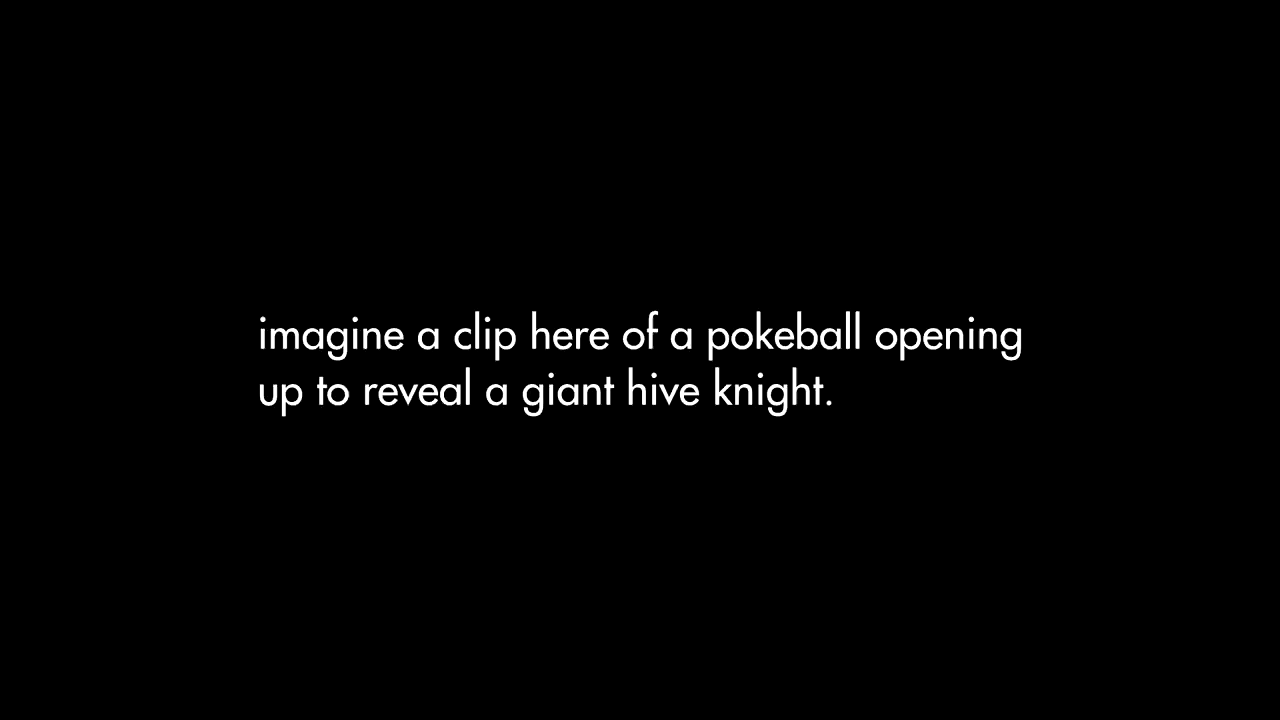 imagine a clip here of a pokeball opening
up to reveal a giant hive knight.